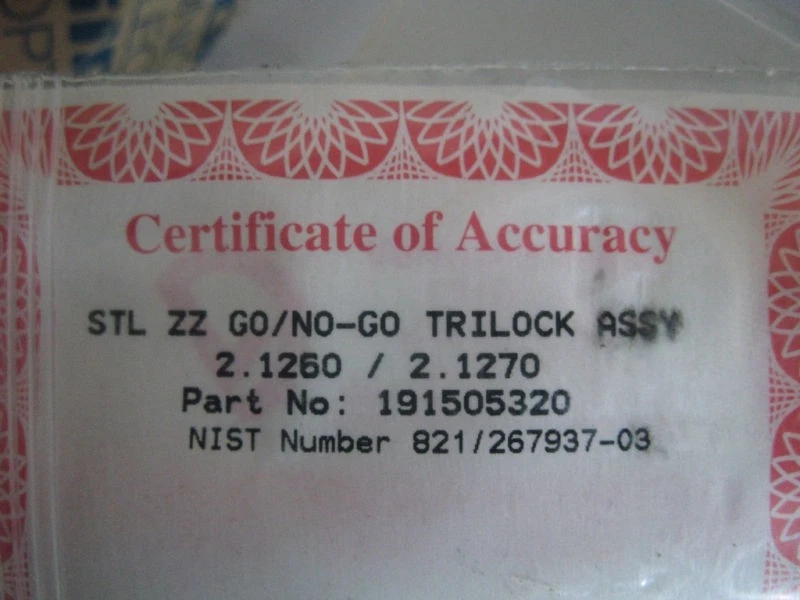 Certificate of Accuracy
STL ZZ GO/NO-GO TRILOCK ASSY
2.1260 / 2.1270
Part No: 191505320
NIST Number 821/267937-03